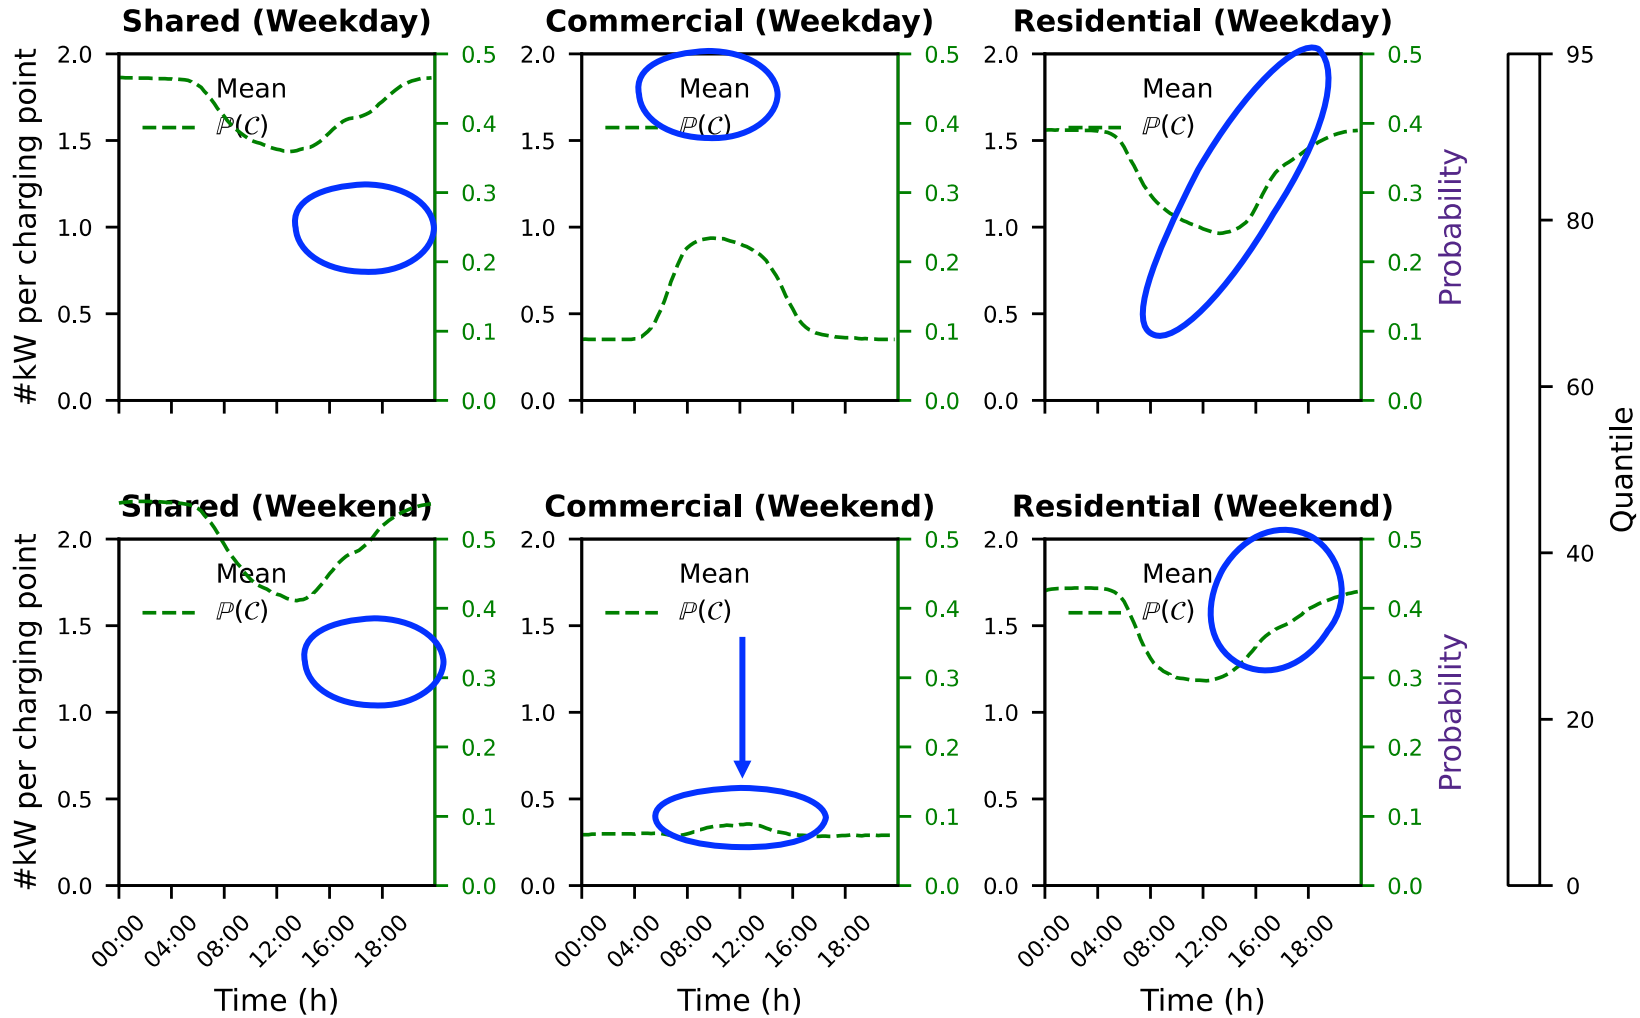 Shared (Weekday)
Commercial (Weekday)
Residential (Weekday)
#kW per charging point
2.0
1.5
1.0
0.5
0.0
Mean
ℙ(𝒞)
0.5
0.4
0.3
0.2
0.1
0.0
2.0
1.5
1.0
0.5
0.0
Mean
ℙ(𝒞)
0.5
0.4
0.3
0.2
0.1
0.0
2.0
1.5
1.0
0.5
0.0
Mean
ℙ(𝒞)
0.5
0.4
0.3
0.2
0.1
0.0
Probability
95
80
60
40
20
0
Quantile
Shared (Weekend)
Commercial (Weekend)
Residential (Weekend)
#kW per charging point
2.0
1.5
1.0
0.5
0.0
Mean
ℙ(𝒞)
0.5
0.4
0.3
0.2
0.1
0.0
2.0
1.5
1.0
0.5
0.0
Mean
ℙ(𝒞)
0.5
0.4
0.3
0.2
0.1
0.0
2.0
1.5
1.0
0.5
0.0
Mean
ℙ(𝒞)
0.5
0.4
0.3
0.2
0.1
0.0
Probability
00:00 04:00 08:00 12:00 16:00 18:00
00:00 04:00 08:00 12:00 16:00 18:00
00:00 04:00 08:00 12:00 16:00 18:00
Time (h)
Time (h)
Time (h)